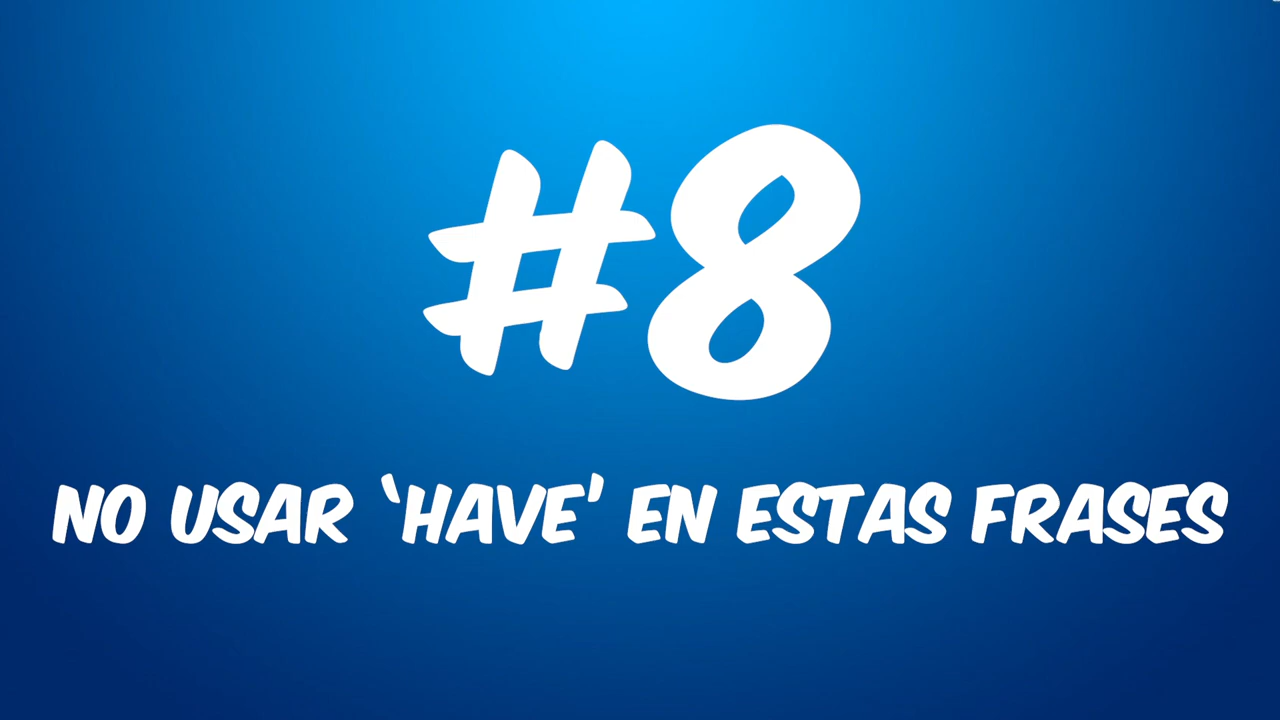 #8
NO USAR ‘HAVE’ EN ESTAS FRASES